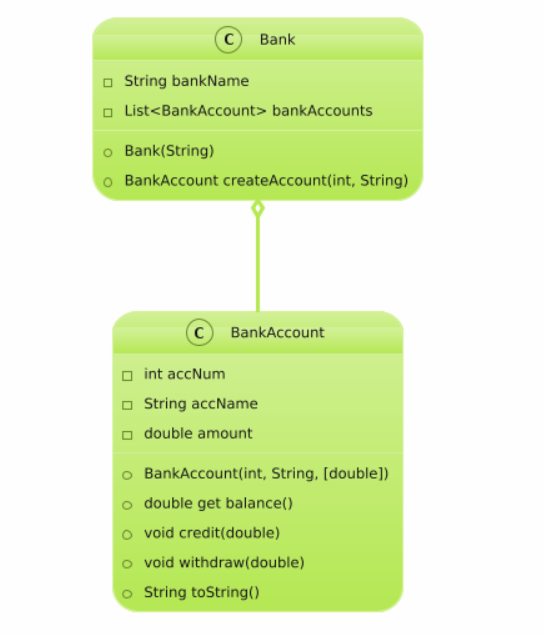 C Bank
String bankName
List<BankAccount> bankAccounts
Bank(String)
BankAccount createAccount(int, String)
C BankAccount
int accNum
String accName
double amount
BankAccount(int, String, [double])
double get balance()
void credit(double)
void withdraw(double)
String toString()